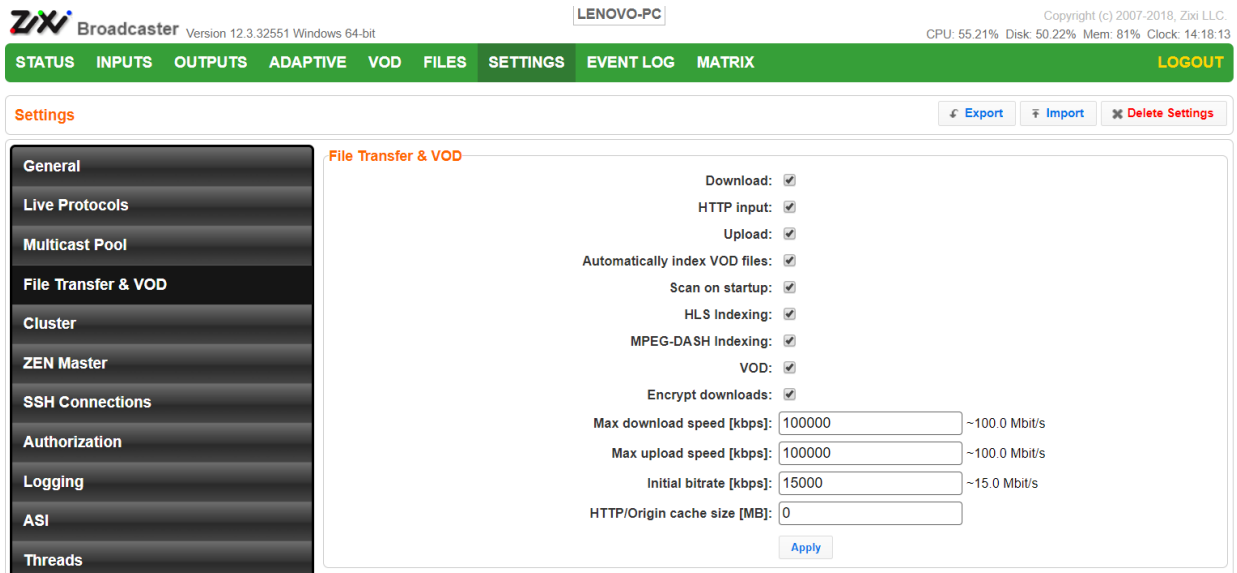 ZiXi Broadcaster Version 12.3.32551 Windows 64-bit
LENOVO-PC
Copyright (c) 2007-2018, Zixi LLC.
CPU: 55.21% Disk: 50.22% Mem: 81% Clock: 14:18:13
STATUS INPUTS OUTPUTS ADAPTIVE VOD FILES SETTINGS EVENT LOG MATRIX LOGOUT
Settings
Export Import Delete Settings
General
Live Protocols
Multicast Pool
File Transfer & VOD
Cluster
ZEN Master
SSH Connections
Authorization
Logging
ASI
Threads
File Transfer & VOD
Download:
HTTP input:
Upload:
Automatically index VOD files:
Scan on startup:
HLS Indexing:
MPEG-DASH Indexing:
VOD:
Encrypt downloads:
Max download speed [kbps]: 100000 ~100.0 Mbit/s
Max upload speed [kbps]: 100000 ~100.0 Mbit/s
Initial bitrate [kbps]: 15000 ~15.0 Mbit/s
HTTP/Origin cache size [MB]: 0
Apply